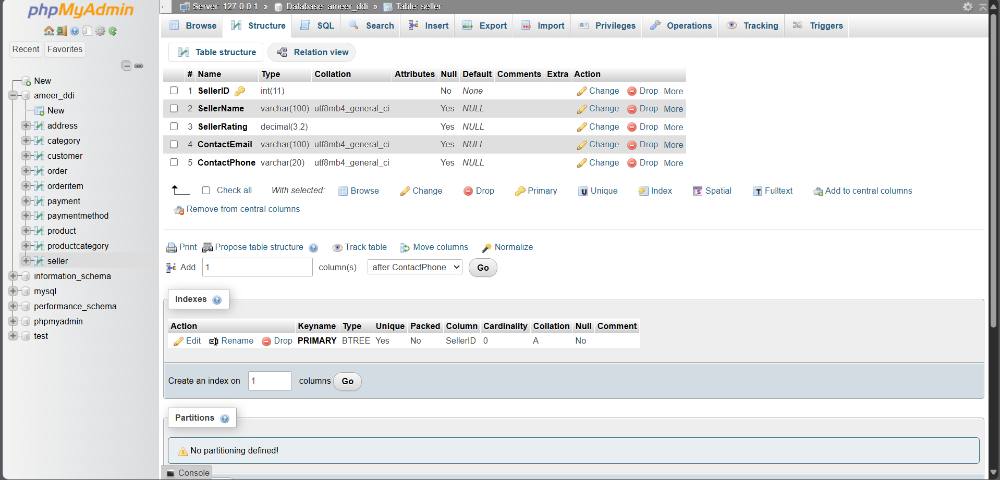 phpMyAdmin
Recent Favorites
New
ameer_ddi
New
address
category
customer
order
orderitem
payment
paymentmethod
product
productcategory
seller
information_schema
mysql
performance_schema
phpmyadmin
test
← Server: 127.0.0.1 » Database: ameer_ddi » Table: seller
Browse Structure SQL Search Insert Export Import Privileges Operations Tracking Triggers
Table structure Relation view
# Name Type Collation Attributes Null Default Comments Extra Action
1 SellerID int(11) No None Change Drop More
2 SellerName varchar(100) utf8mb4_general_ci Yes NULL Change Drop More
3 SellerRating decimal(3,2) Yes NULL Change Drop More
4 ContactEmail varchar(100) utf8mb4_general_ci Yes NULL Change Drop More
5 ContactPhone varchar(20) utf8mb4_general_ci Yes NULL Change Drop More
Check all With selected: Browse Change Drop Primary Unique Index Spatial Fulltext Add to central columns
Remove from central columns
Print Propose table structure Track table Move columns Normalize
Add 1 column(s) after ContactPhone Go
Indexes
Action Keyname Type Unique Packed Column Cardinality Collation Null Comment
Edit Rename Drop PRIMARY BTREE Yes No SellerID 0 A No
Create an index on 1 columns Go
Partitions
No partitioning defined!
Console